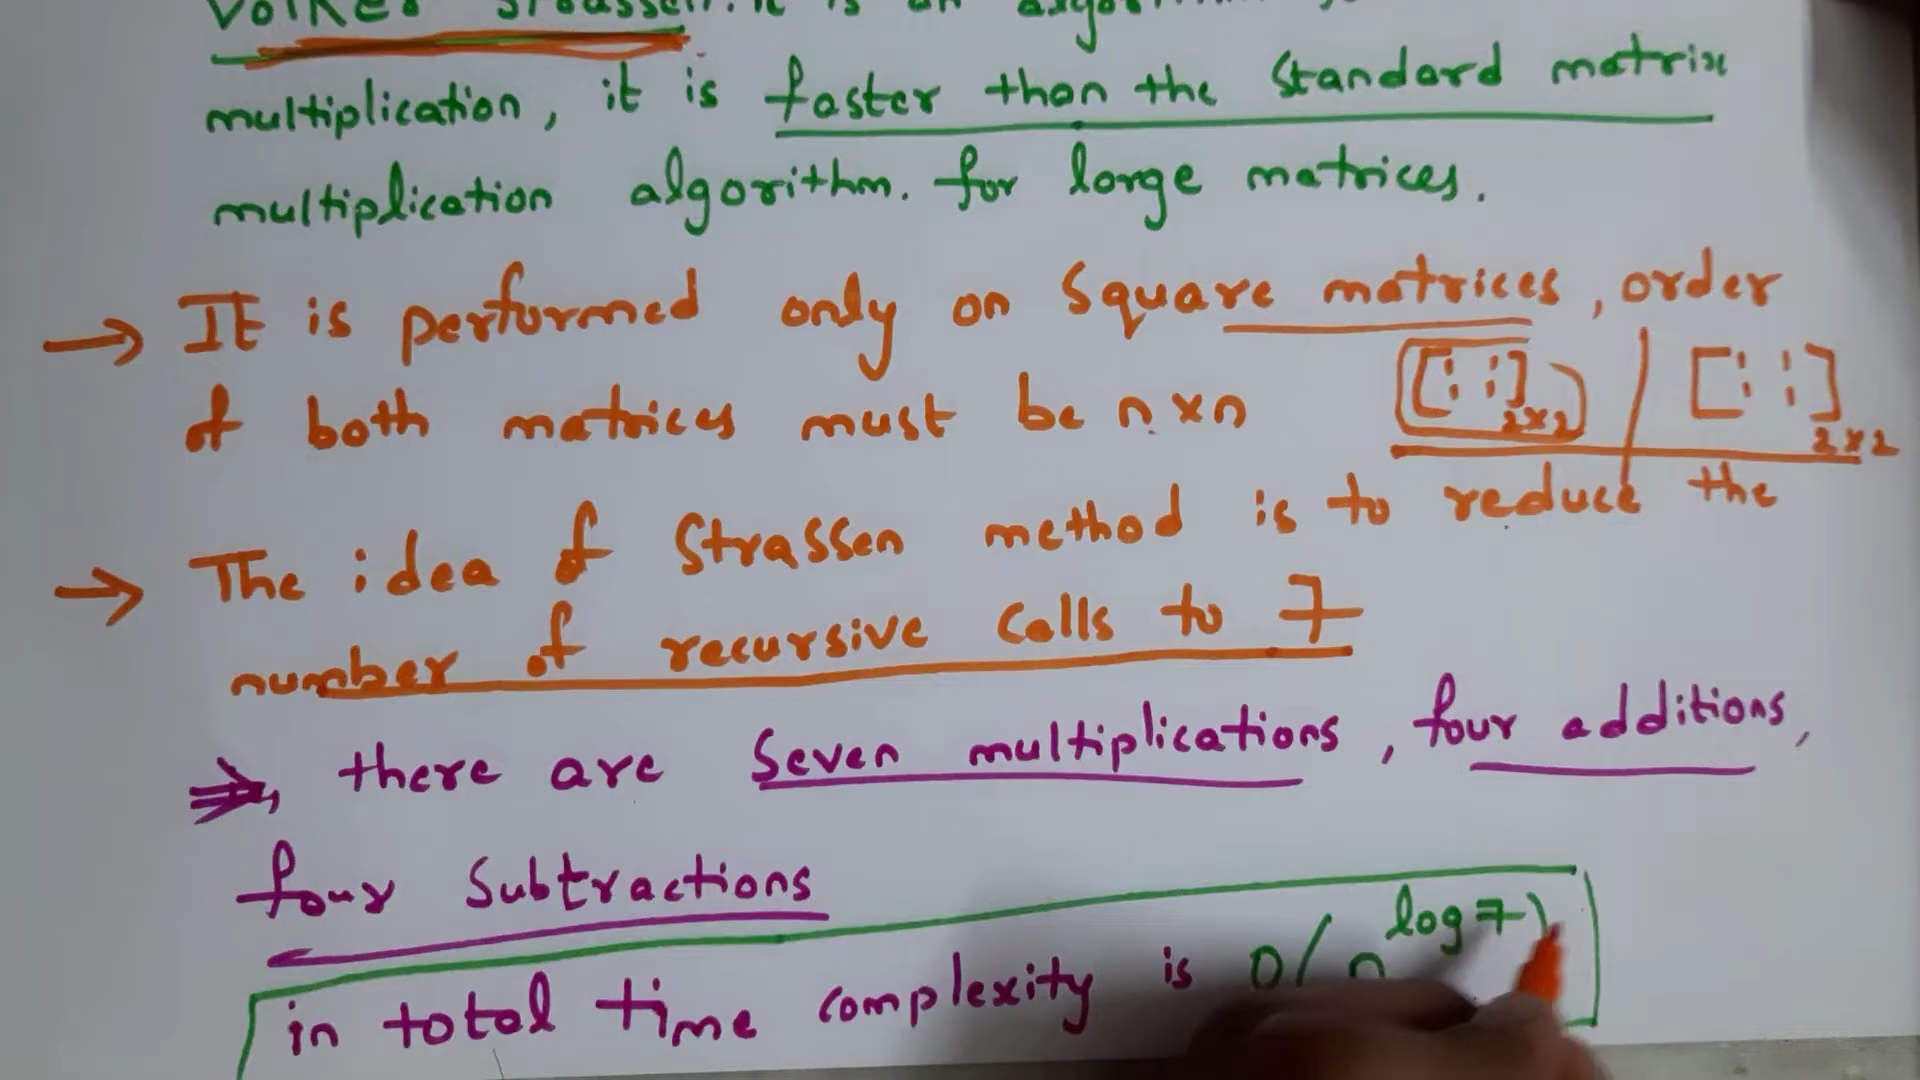 multiplication, it is faster than the standard matrix
multiplication algorithm. for large matrices.
→ It is performed only on square matrices, order
of both matrices must be n×n [: :]2×2 | [: :]2×2
→ The idea of Strassen method is to reduce the
number of recursive calls to 7
⇒, there are seven multiplications, four additions,
four subtractions
in total time complexity is O(n^log 7)